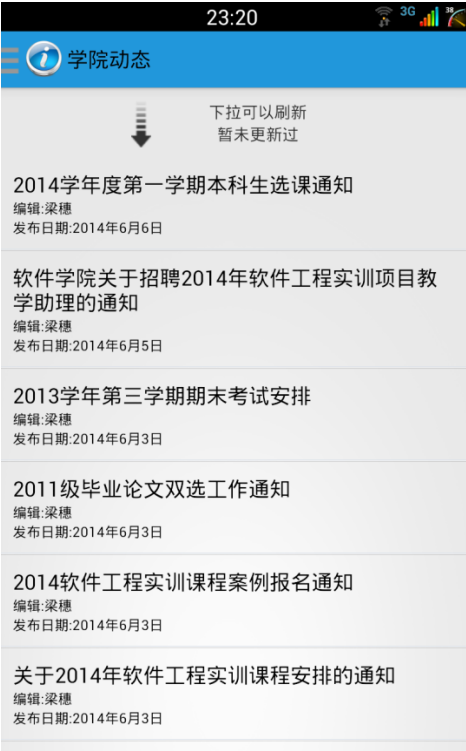 23:20
3G
38
学院动态
下拉可以刷新
暂未更新过
2014学年度第一学期本科生选课通知
编辑:梁穗
发布日期:2014年6月6日
软件学院关于招聘2014年软件工程实训项目教
学助理的通知
编辑:梁穗
发布日期:2014年6月5日
2013学年第三学期期末考试安排
编辑:梁穗
发布日期:2014年6月3日
2011级毕业论文双选工作通知
编辑:梁穗
发布日期:2014年6月3日
2014软件工程实训课程案例报名通知
编辑:梁穗
发布日期:2014年6月3日
关于2014年软件工程实训课程安排的通知
编辑:梁穗
发布日期:2014年6月3日